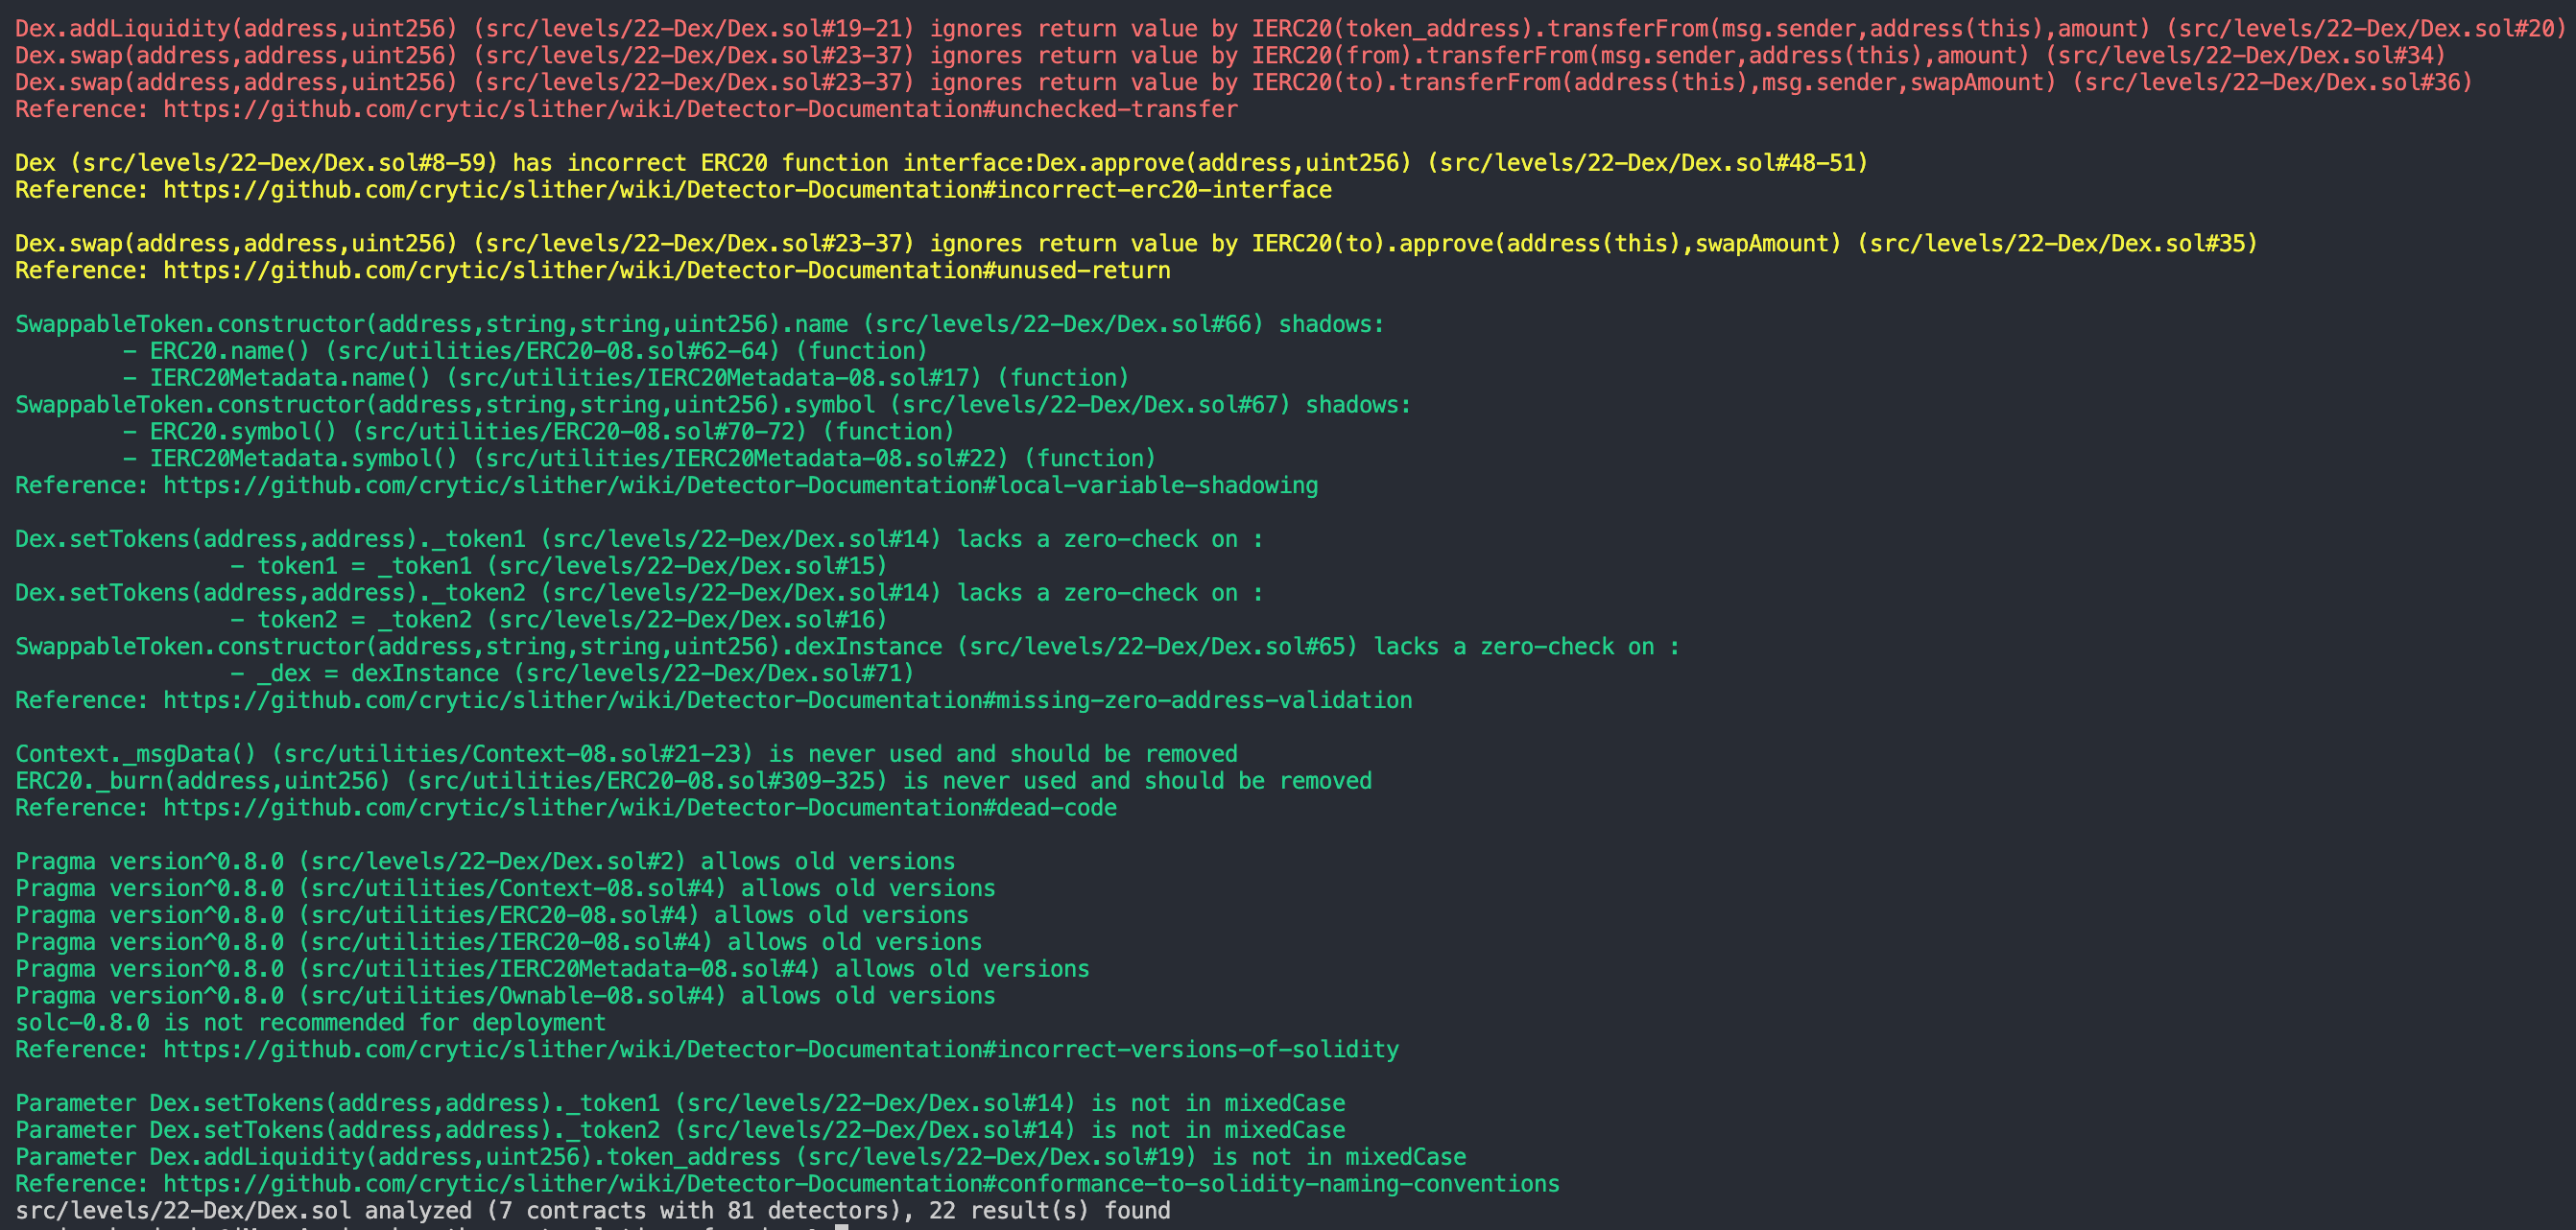 Dex.addLiquidity(address,uint256) (src/levels/22-Dex/Dex.sol#19-21) ignores return value by IERC20(token_address).transferFrom(msg.sender,address(this),amount) (src/levels/22-Dex/Dex.sol#20)
Dex.swap(address,address,uint256) (src/levels/22-Dex/Dex.sol#23-37) ignores return value by IERC20(from).transferFrom(msg.sender,address(this),amount) (src/levels/22-Dex/Dex.sol#34)
Dex.swap(address,address,uint256) (src/levels/22-Dex/Dex.sol#23-37) ignores return value by IERC20(to).transferFrom(address(this),msg.sender,swapAmount) (src/levels/22-Dex/Dex.sol#36)
Reference: https://github.com/crytic/slither/wiki/Detector-Documentation#unchecked-transfer

Dex (src/levels/22-Dex/Dex.sol#8-59) has incorrect ERC20 function interface:Dex.approve(address,uint256) (src/levels/22-Dex/Dex.sol#48-51)
Reference: https://github.com/crytic/slither/wiki/Detector-Documentation#incorrect-erc20-interface

Dex.swap(address,address,uint256) (src/levels/22-Dex/Dex.sol#23-37) ignores return value by IERC20(to).approve(address(this),swapAmount) (src/levels/22-Dex/Dex.sol#35)
Reference: https://github.com/crytic/slither/wiki/Detector-Documentation#unused-return

SwappableToken.constructor(address,string,string,uint256).name (src/levels/22-Dex/Dex.sol#66) shadows:
- ERC20.name() (src/utilities/ERC20-08.sol#62-64) (function)
- IERC20Metadata.name() (src/utilities/IERC20Metadata-08.sol#17) (function)
SwappableToken.constructor(address,string,string,uint256).symbol (src/levels/22-Dex/Dex.sol#67) shadows:
- ERC20.symbol() (src/utilities/ERC20-08.sol#70-72) (function)
- IERC20Metadata.symbol() (src/utilities/IERC20Metadata-08.sol#22) (function)
Reference: https://github.com/crytic/slither/wiki/Detector-Documentation#local-variable-shadowing

Dex.setTokens(address,address)._token1 (src/levels/22-Dex/Dex.sol#14) lacks a zero-check on :
- token1 = _token1 (src/levels/22-Dex/Dex.sol#15)
Dex.setTokens(address,address)._token2 (src/levels/22-Dex/Dex.sol#14) lacks a zero-check on :
- token2 = _token2 (src/levels/22-Dex/Dex.sol#16)
SwappableToken.constructor(address,string,string,uint256).dexInstance (src/levels/22-Dex/Dex.sol#65) lacks a zero-check on :
- _dex = dexInstance (src/levels/22-Dex/Dex.sol#71)
Reference: https://github.com/crytic/slither/wiki/Detector-Documentation#missing-zero-address-validation

Context._msgData() (src/utilities/Context-08.sol#21-23) is never used and should be removed
ERC20._burn(address,uint256) (src/utilities/ERC20-08.sol#309-325) is never used and should be removed
Reference: https://github.com/crytic/slither/wiki/Detector-Documentation#dead-code

Pragma version^0.8.0 (src/levels/22-Dex/Dex.sol#2) allows old versions
Pragma version^0.8.0 (src/utilities/Context-08.sol#4) allows old versions
Pragma version^0.8.0 (src/utilities/ERC20-08.sol#4) allows old versions
Pragma version^0.8.0 (src/utilities/IERC20-08.sol#4) allows old versions
Pragma version^0.8.0 (src/utilities/IERC20Metadata-08.sol#4) allows old versions
Pragma version^0.8.0 (src/utilities/Ownable-08.sol#4) allows old versions
solc-0.8.0 is not recommended for deployment
Reference: https://github.com/crytic/slither/wiki/Detector-Documentation#incorrect-versions-of-solidity

Parameter Dex.setTokens(address,address)._token1 (src/levels/22-Dex/Dex.sol#14) is not in mixedCase
Parameter Dex.setTokens(address,address)._token2 (src/levels/22-Dex/Dex.sol#14) is not in mixedCase
Parameter Dex.addLiquidity(address,uint256).token_address (src/levels/22-Dex/Dex.sol#19) is not in mixedCase
Reference: https://github.com/crytic/slither/wiki/Detector-Documentation#conformance-to-solidity-naming-conventions
src/levels/22-Dex/Dex.sol analyzed (7 contracts with 81 detectors), 22 result(s) found